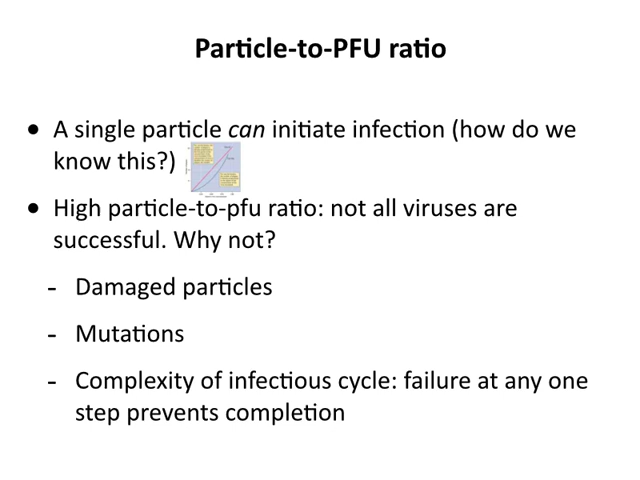 Particle-to-PFU ratio
• A single particle can initiate infection (how do we
know this?)
• High particle-to-pfu ratio: not all viruses are
successful. Why not?
- Damaged particles
- Mutations
- Complexity of infectious cycle: failure at any one
step prevents completion